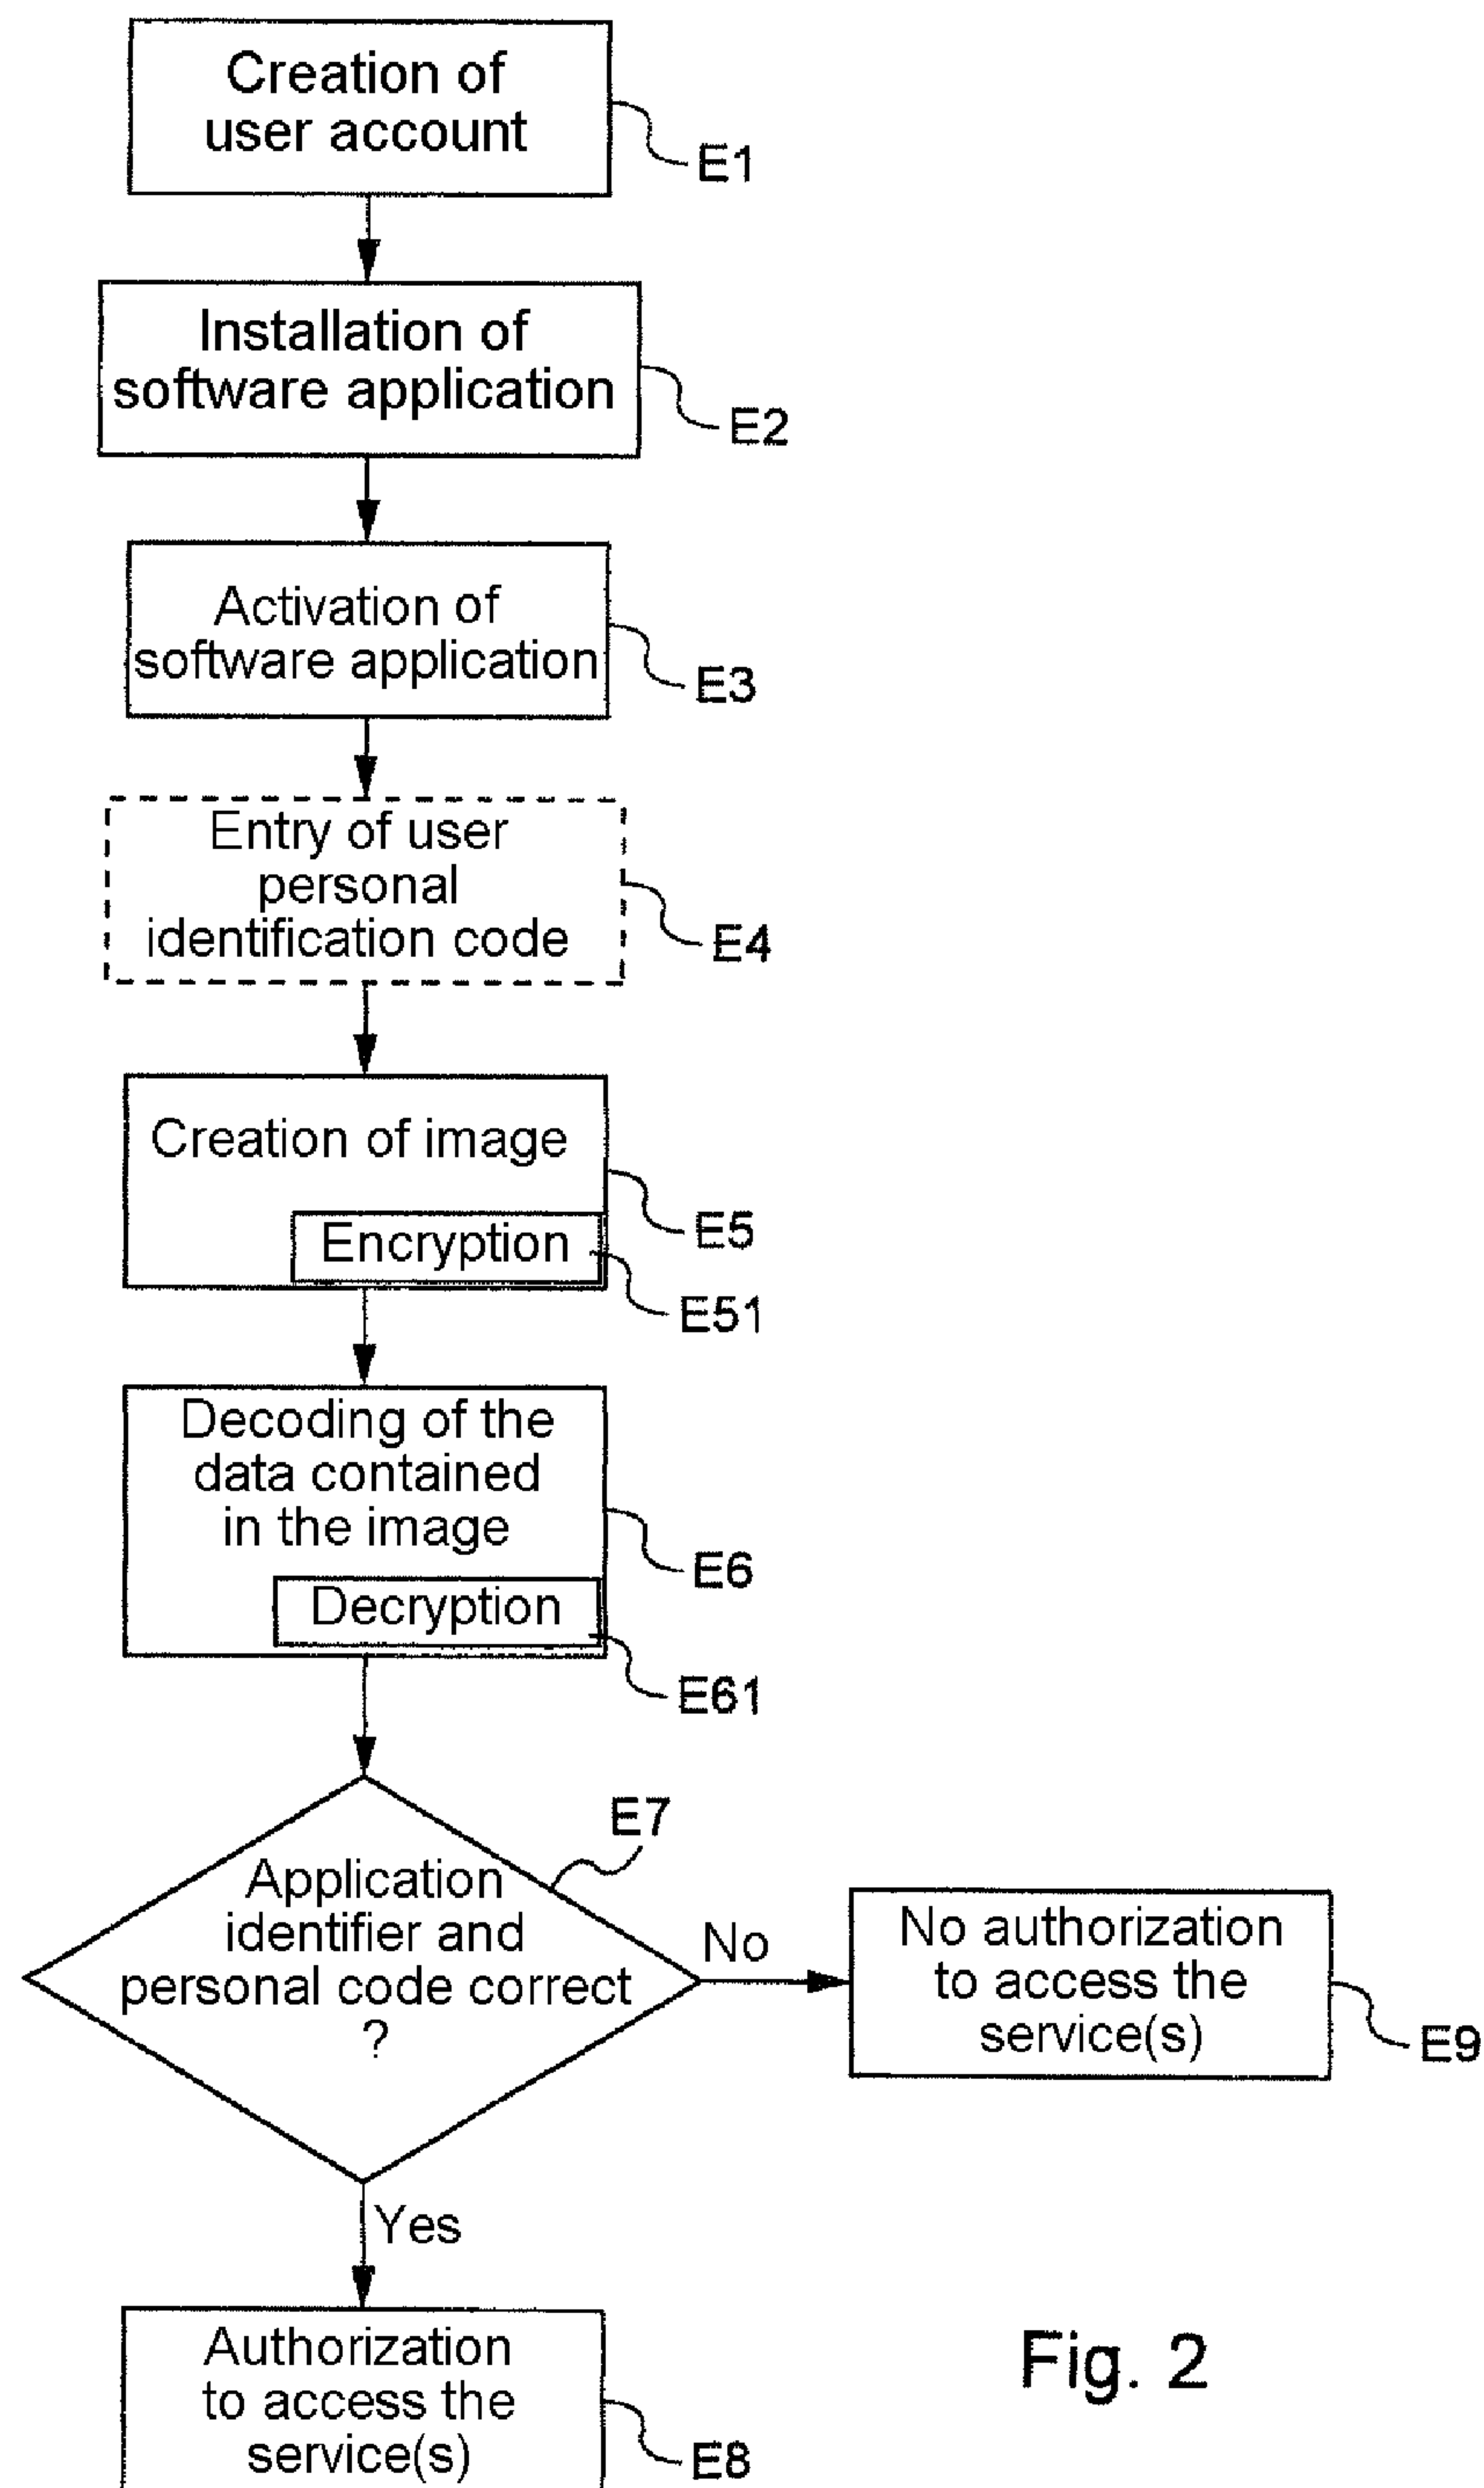 Creation of
user account
E1
Installation of
software application
E2
Activation of
software application
E3
Entry of user
personal
identification code
E4
Creation of image
E5
Encryption
E51
Decoding of the
data contained
in the image
E6
Decryption
E61
E7
Application
identifier and
personal code correct
?
No
No authorization
to access the
service(s)
E9
Yes
Authorization
to access the
service(s)
E8
Fig. 2